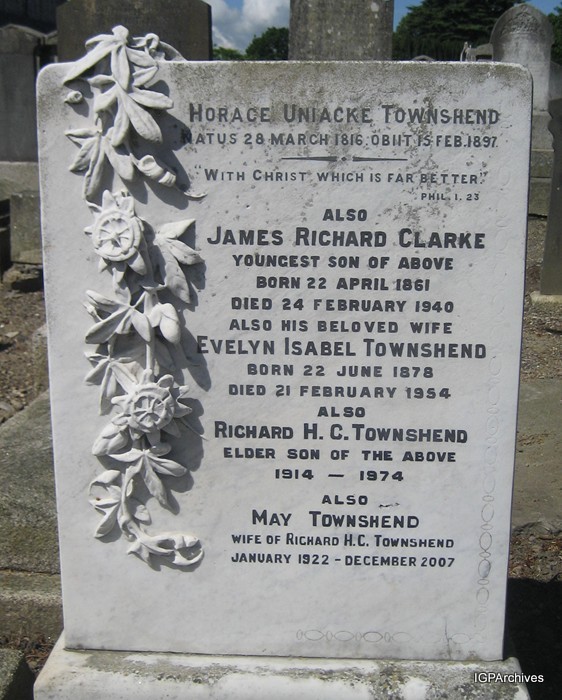 HORACE UNIACKE TOWNSHEND
NATUS 28 MARCH 1816. OBIIT 15 FEB. 1897.
"WITH CHRIST WHICH IS FAR BETTER"
PHIL. I. 23
ALSO
JAMES RICHARD CLARKE
YOUNGEST SON OF ABOVE
BORN 22 APRIL 1861
DIED 24 FEBRUARY 1940
ALSO HIS BELOVED WIFE
EVELYN ISABEL TOWNSHEND
BORN 22 JUNE 1878
DIED 21 FEBRUARY 1954
ALSO
RICHARD H. C. TOWNSHEND
ELDER SON OF THE ABOVE
1914 — 1974
ALSO
MAY TOWNSHEND
WIFE OF RICHARD H.C. TOWNSHEND
JANUARY 1922 - DECEMBER 2007
IGPArchives